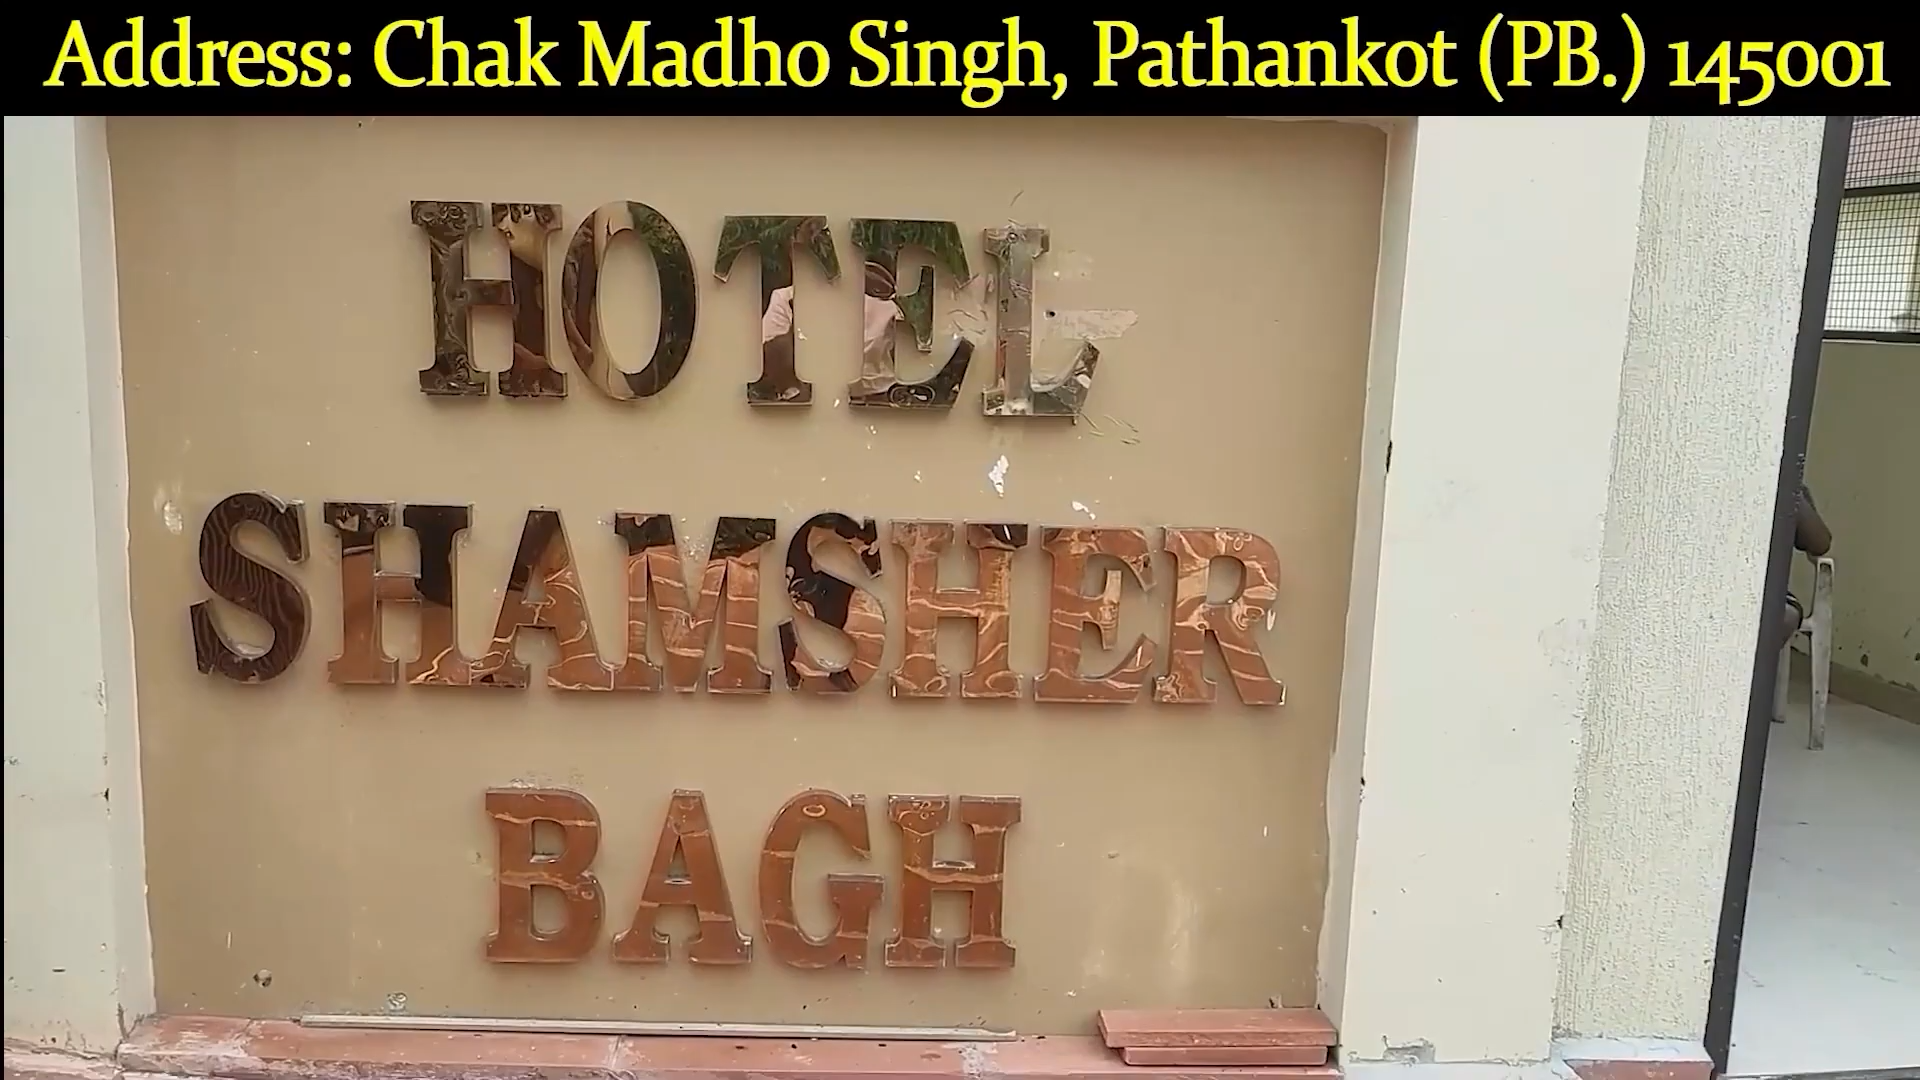 Address: Chak Madho Singh, Pathankot (PB.) 145001
HOTEL
SHAMSHER
BAGH